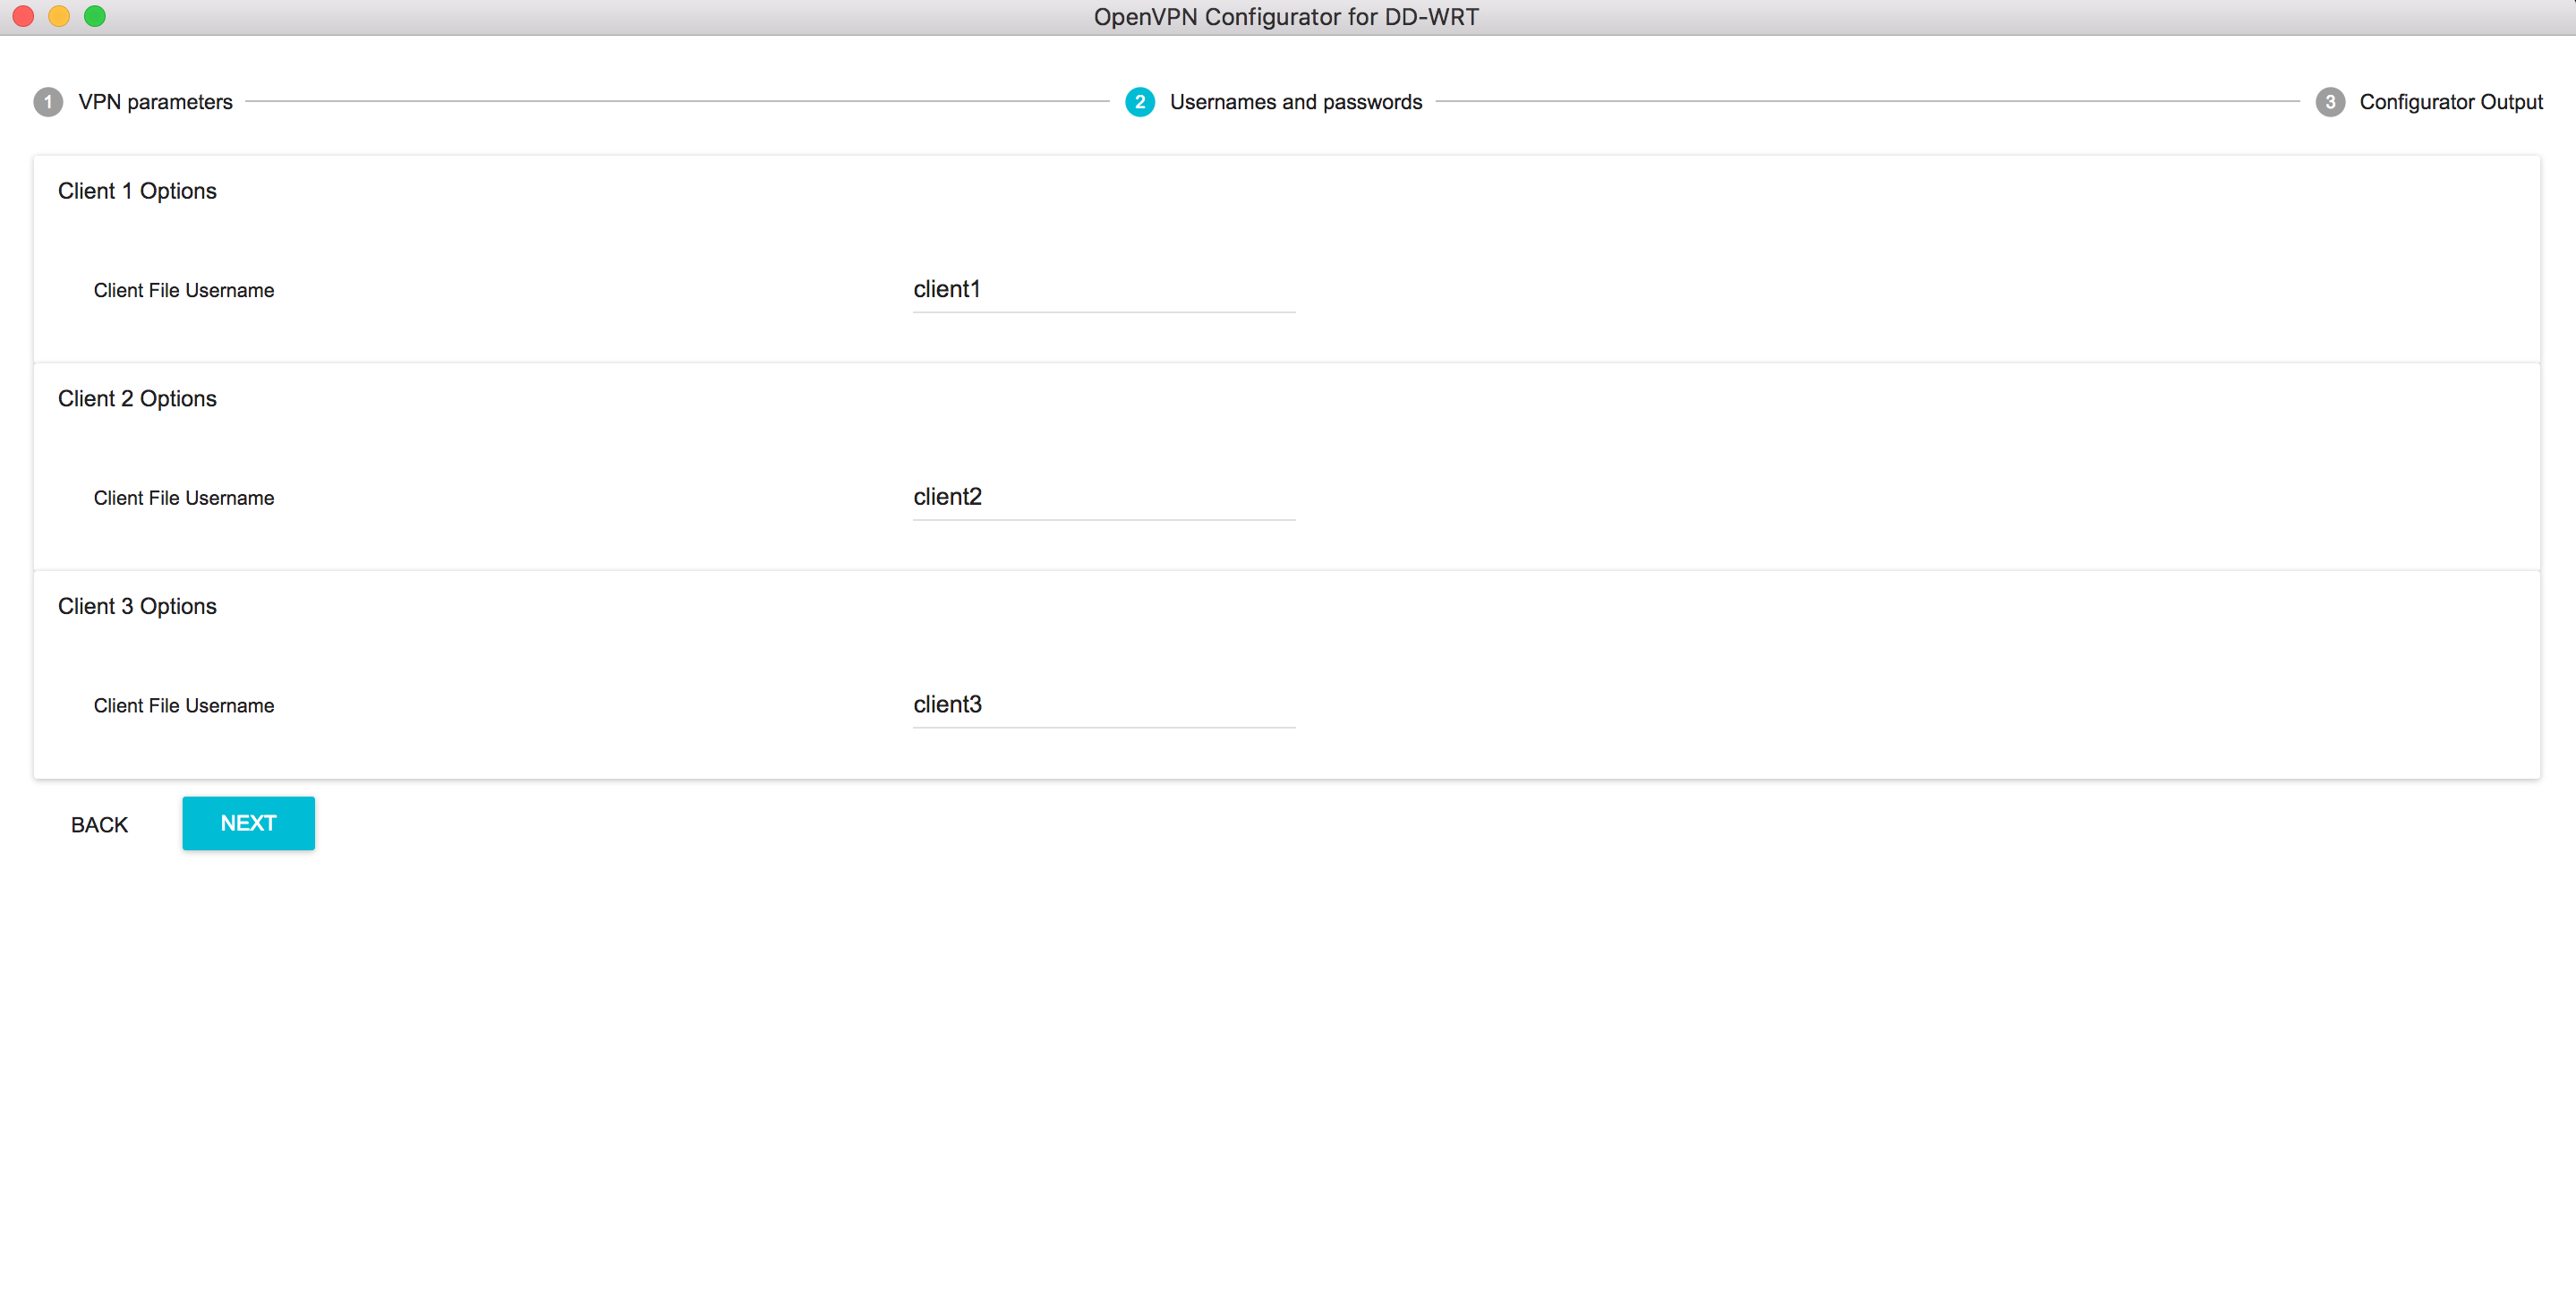 OpenVPN Configurator for DD-WRT
1 VPN parameters 2 Usernames and passwords 3 Configurator Output
Client 1 Options
Client File Username client1
Client 2 Options
Client File Username client2
Client 3 Options
Client File Username client3
BACK NEXT